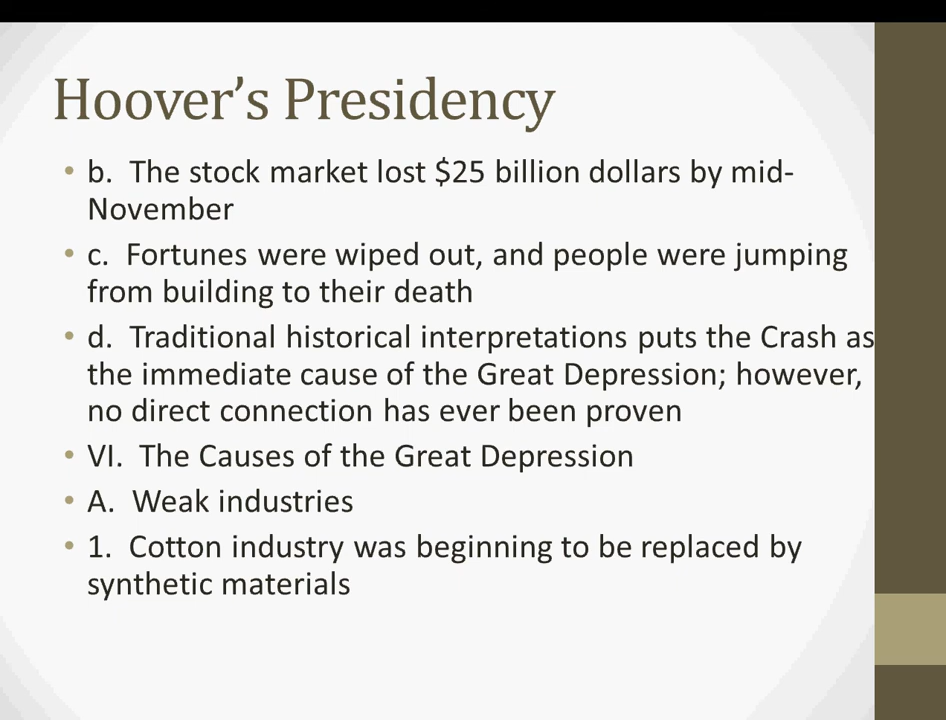 Hoover’s Presidency
• b.  The stock market lost $25 billion dollars by mid-
November
• c.  Fortunes were wiped out, and people were jumping
from building to their death
• d.  Traditional historical interpretations puts the Crash as
the immediate cause of the Great Depression; however,
no direct connection has ever been proven
• VI.  The Causes of the Great Depression
• A.  Weak industries
• 1.  Cotton industry was beginning to be replaced by
synthetic materials